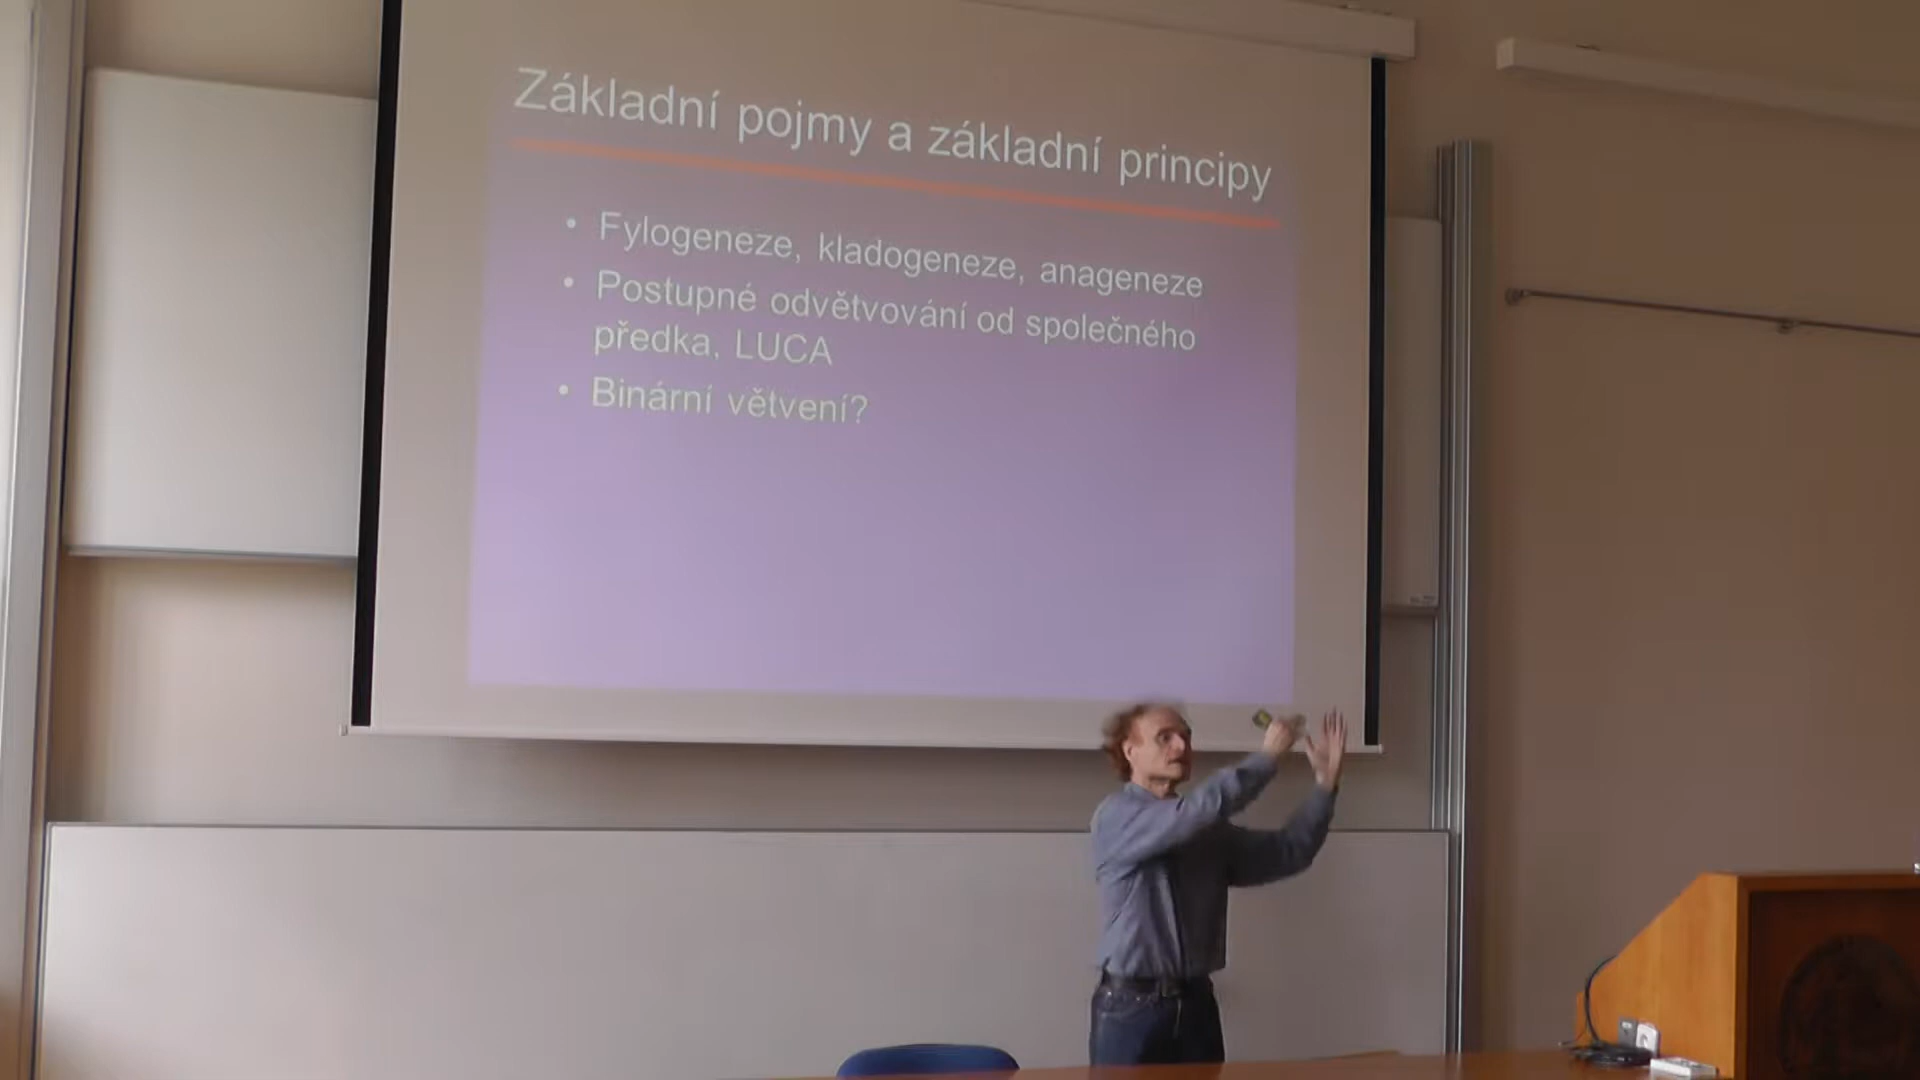 Základní pojmy a základní principy
• Fylogeneze, kladogeneze, anageneze
• Postupné odvětvování od společného
předka, LUCA
• Binární větvení?